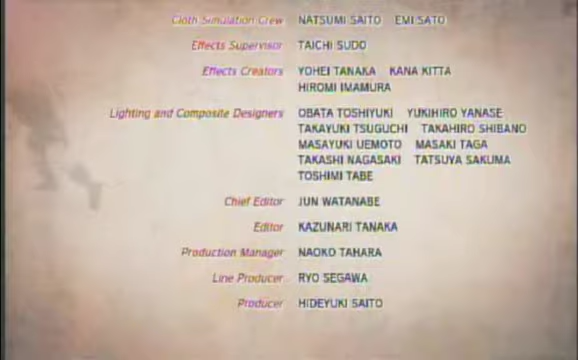 Cloth Simulation Crew NATSUMI SAITO EMI SATO
Effects Supervisor TAICHI SUDO
Effects Creators YOHEI TANAKA KANA KITTA
HIROMI IMAMURA
Lighting and Composite Designers OBATA TOSHIYUKI YUKIHIRO YANASE
TAKAYUKI TSUGUCHI TAKAHIRO SHIBANO
MASAYUKI UEMOTO MASAKI TAGA
TAKASHI NAGASAKI TATSUYA SAKUMA
TOSHIMI TABE
Chief Editor JUN WATANABE
Editor KAZUNARI TANAKA
Production Manager NAOKO TAHARA
Line Producer RYO SEGAWA
Producer HIDEYUKI SAITO